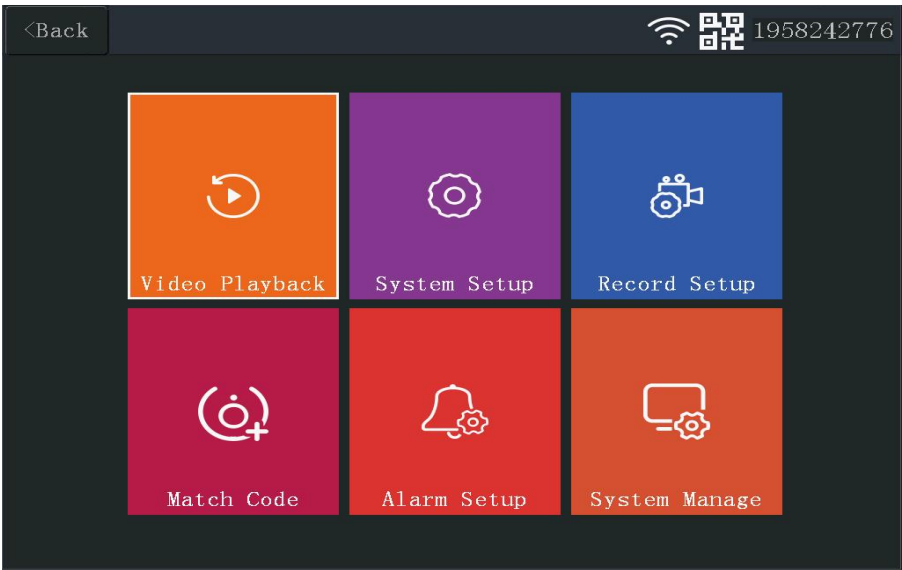 <Back
1958242776
Video Playback
System Setup
Record Setup
Match Code
Alarm Setup
System Manage